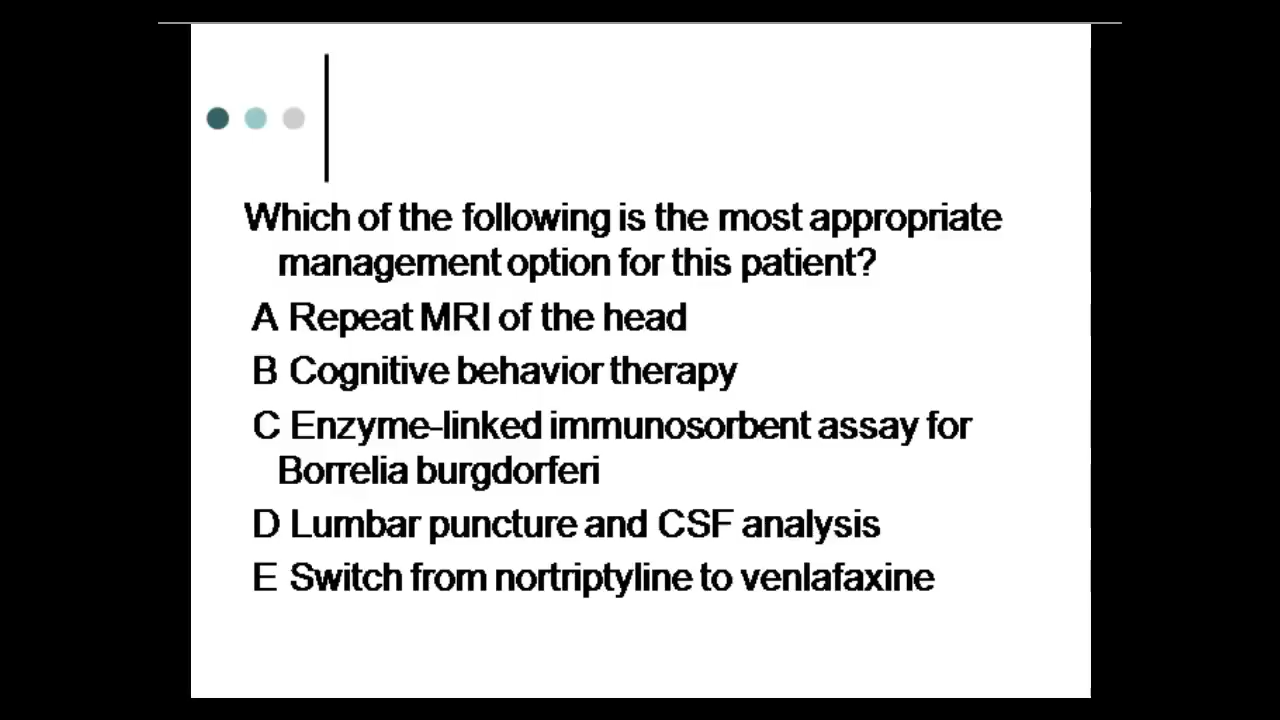 Which of the following is the most appropriate
management option for this patient?
A Repeat MRI of the head
B Cognitive behavior therapy
C Enzyme-linked immunosorbent assay for
Borrelia burgdorferi
D Lumbar puncture and CSF analysis
E Switch from nortriptyline to venlafaxine